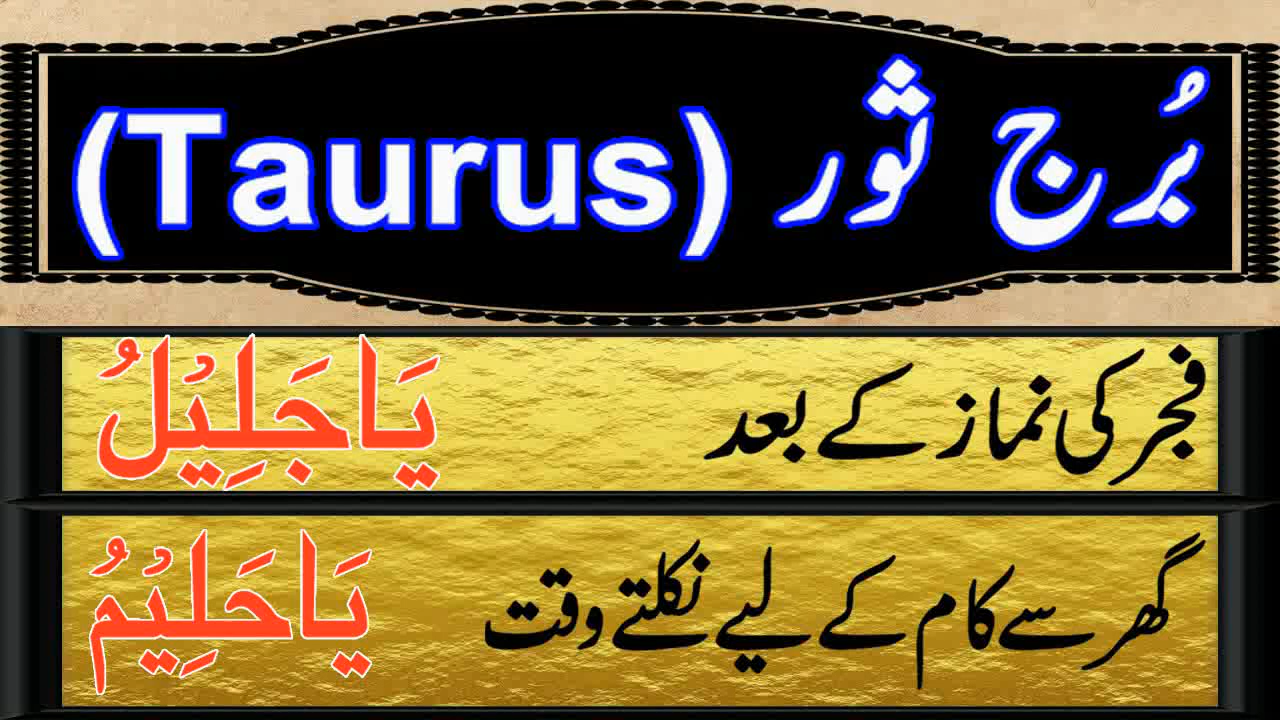 بُرج ثور (Taurus)
فجر کی نماز کے بعد یَاجَلِیْلُ
گھر سے کام کے لیے نکلتے وقت یَاحَلِیْمُ